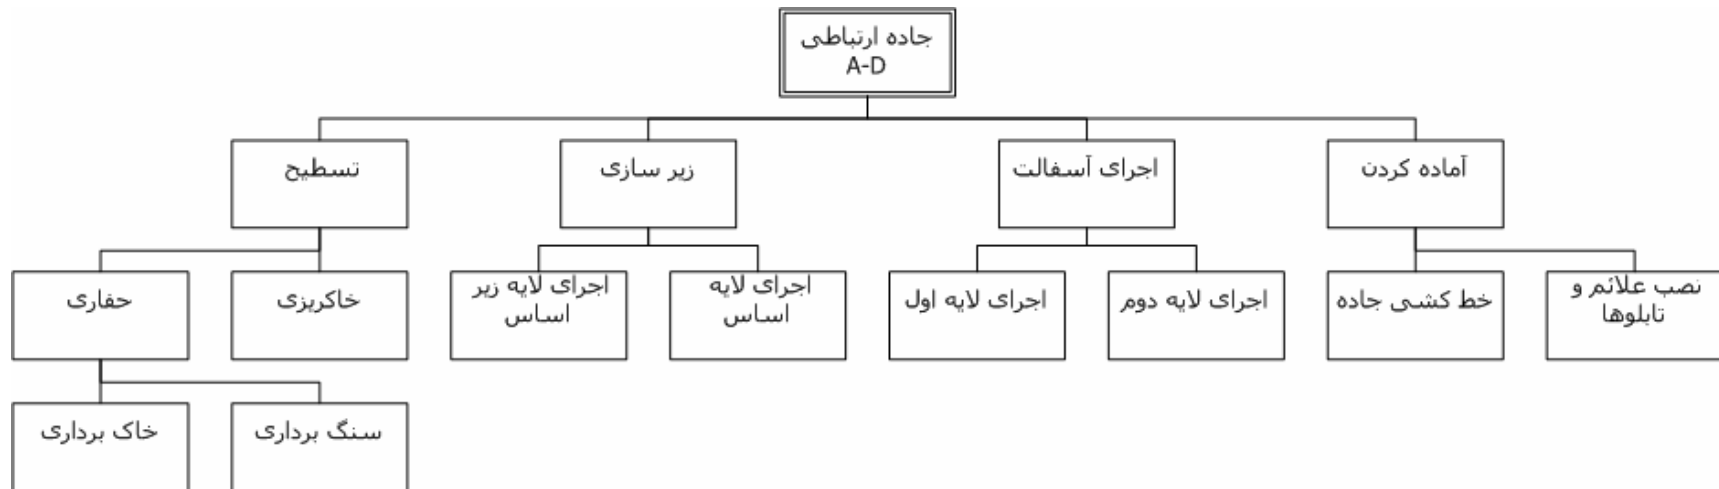 جاده ارتباطی
A-D
تسطیح
زیر سازی
اجرای آسفالت
آماده کردن
حفاری
خاکریزی
اجرای لایه زیر
اساس
اجرای لایه
اساس
اجرای لایه اول
اجرای لایه دوم
خط کشی جاده
نصب علائم و
تابلوها
خاک برداری
سنگ برداری